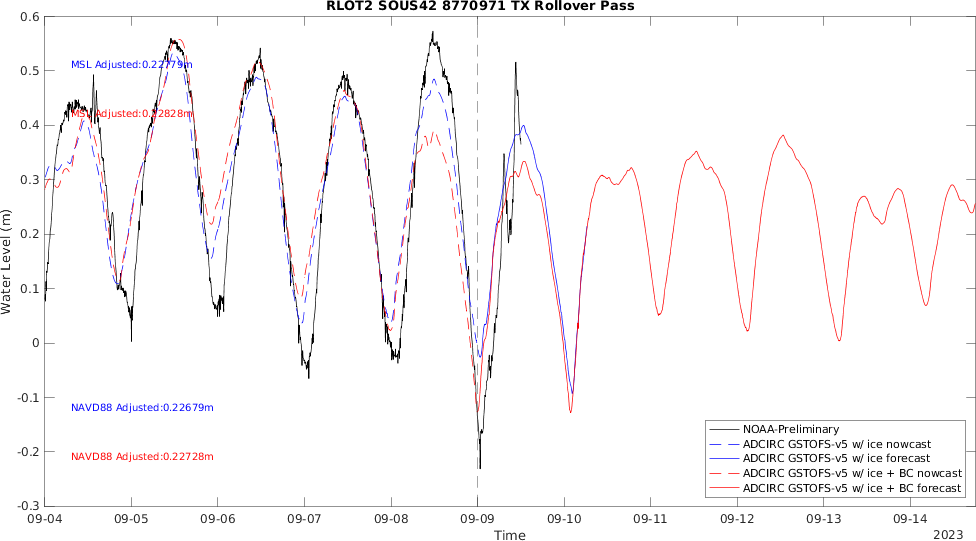 RLOT2 SOUS42 8770971 TX Rollover Pass
0.6
0.5
0.4
0.3
0.2
0.1
0
-0.1
-0.2
-0.3
Water Level (m)
MSL Adjusted:0.22779m
MSL Adjusted:0.22828m
NAVD88 Adjusted:0.22679m
NAVD88 Adjusted:0.22728m
NOAA-Preliminary
ADCIRC GSTOFS-v5 w/ ice nowcast
ADCIRC GSTOFS-v5 w/ ice forecast
ADCIRC GSTOFS-v5 w/ ice + BC nowcast
ADCIRC GSTOFS-v5 w/ ice + BC forecast
09-04 09-05 09-06 09-07 09-08 09-09 09-10 09-11 09-12 09-13 09-14
Time
2023